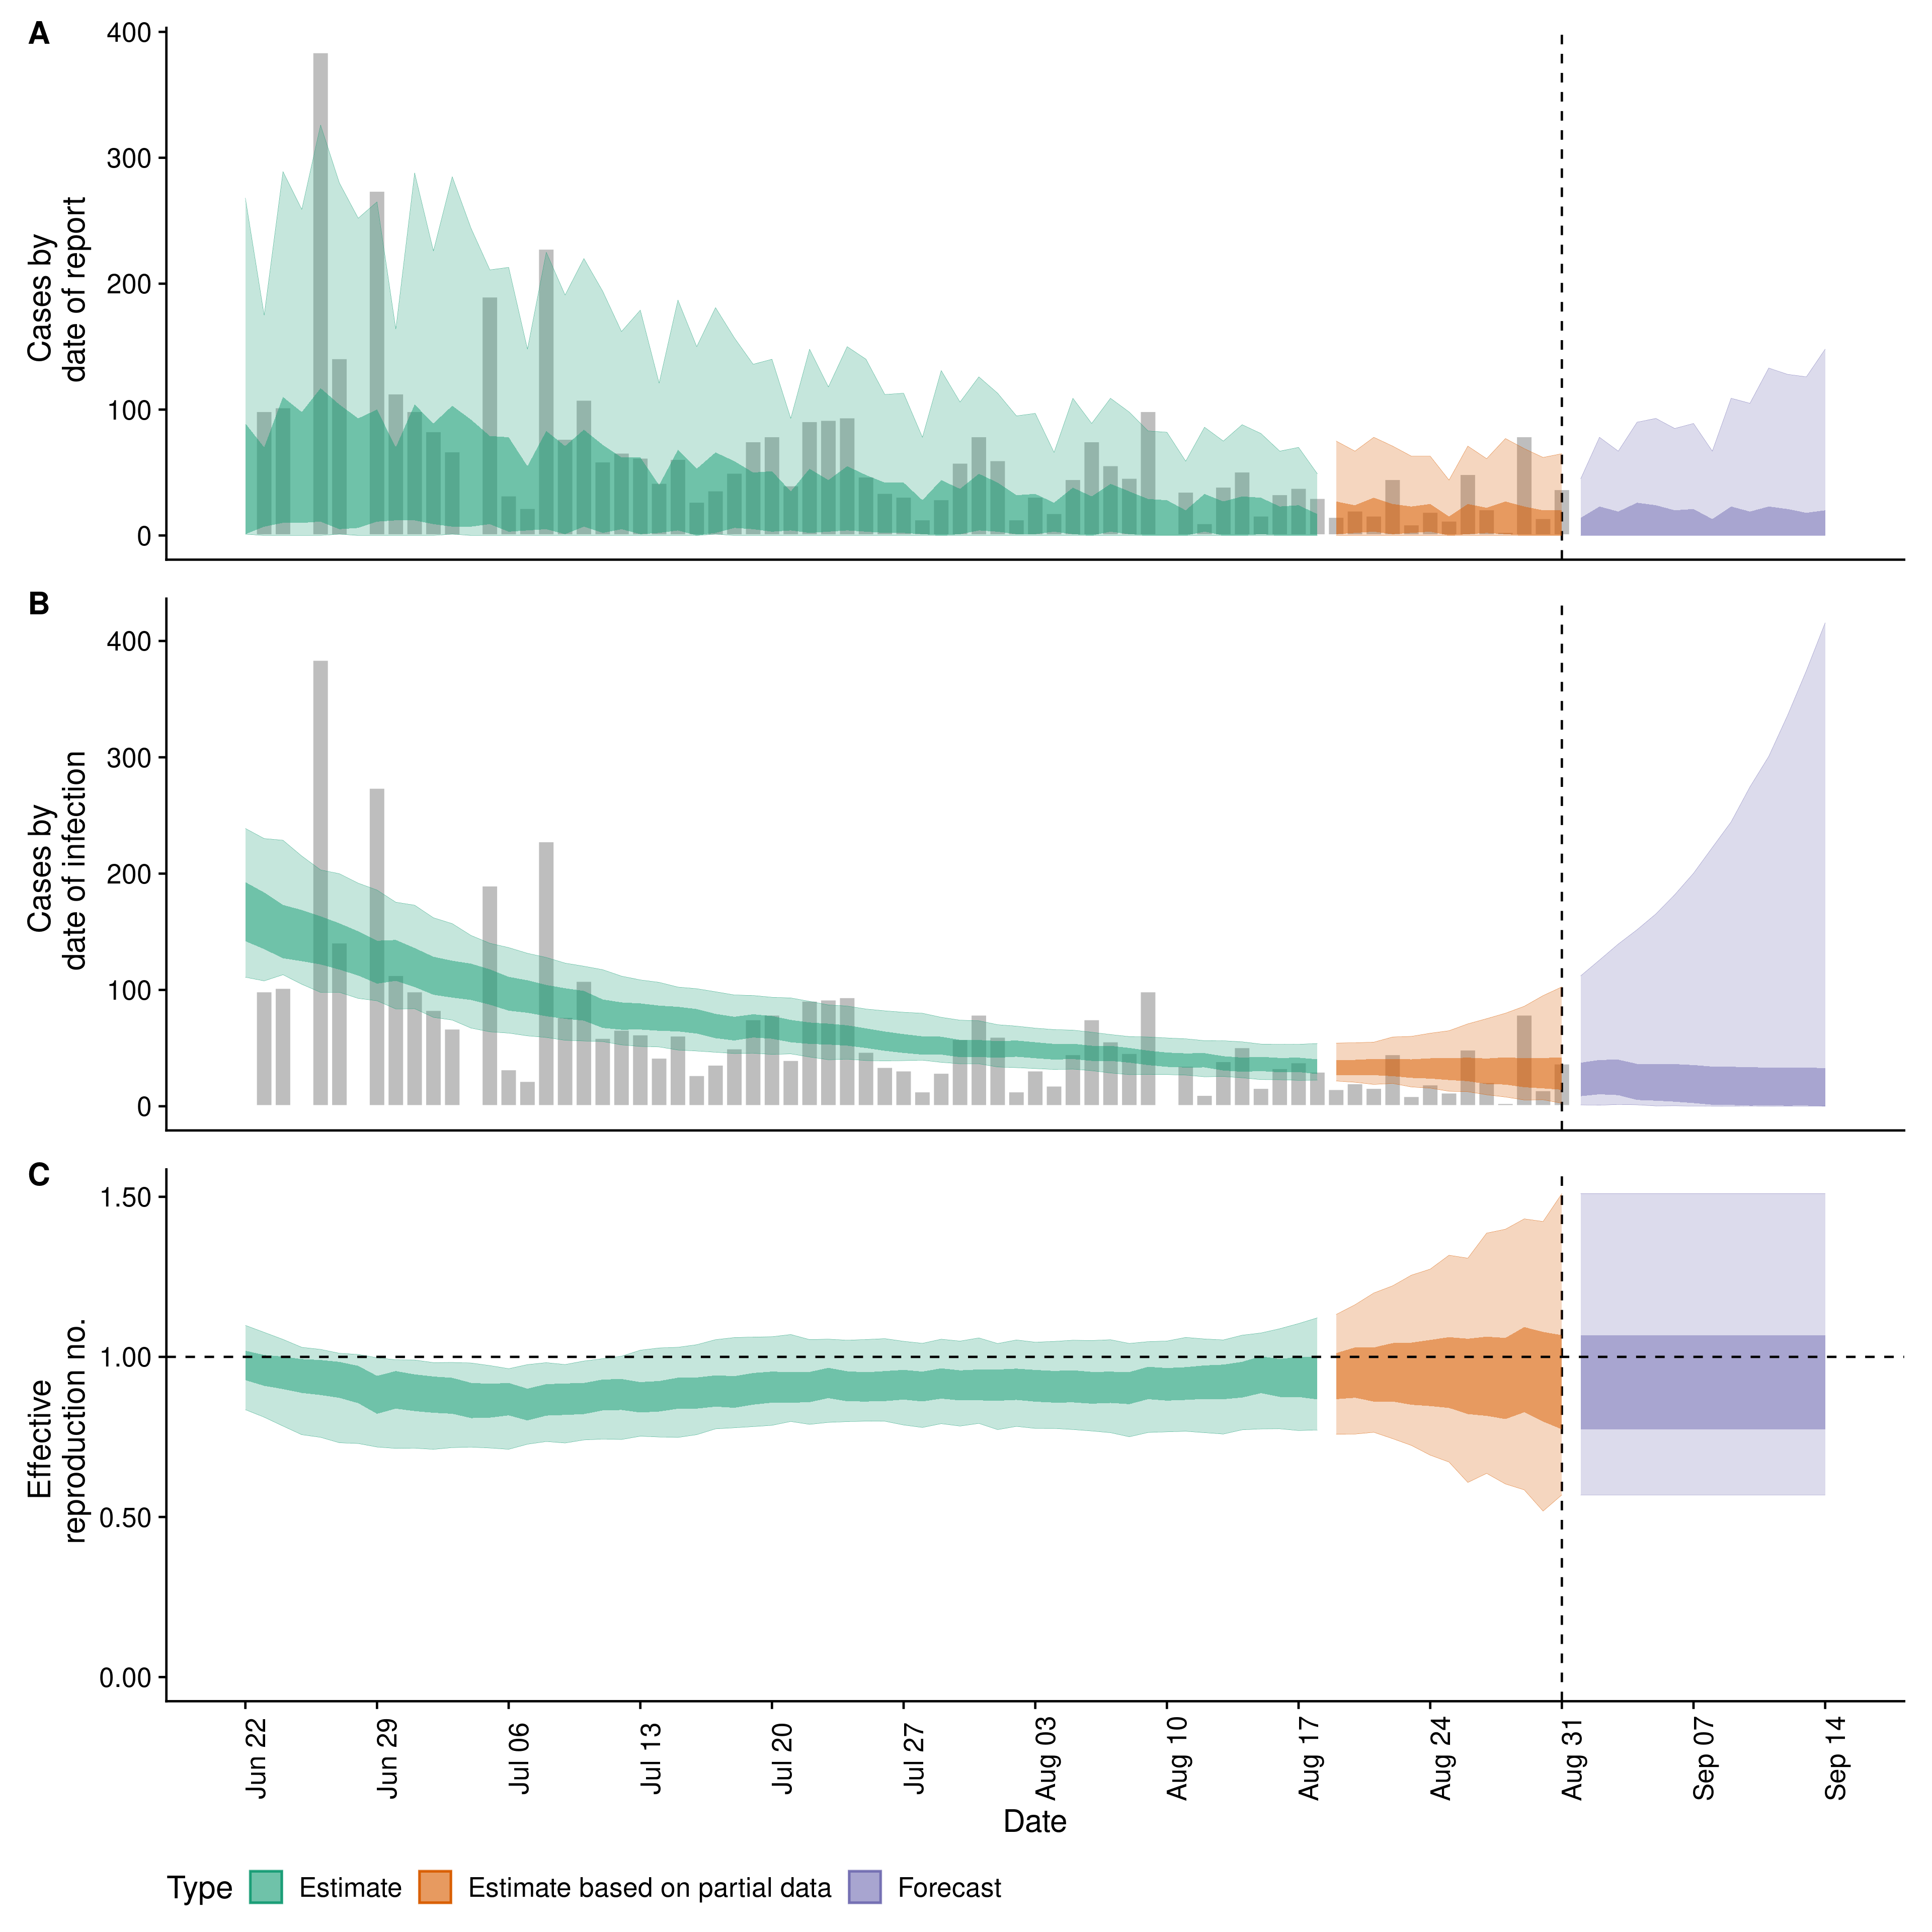 A
Cases by
date of report
400
300
200
100
0
B
Cases by
date of infection
400
300
200
100
0
C
Effective
reproduction no.
1.50
1.00
0.50
0.00
Jun 22
Jun 29
Jul 06
Jul 13
Jul 20
Jul 27
Aug 03
Aug 10
Aug 17
Aug 24
Aug 31
Sep 07
Sep 14
Date
Type Estimate Estimate based on partial data Forecast